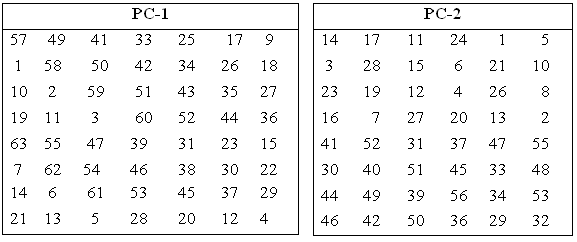 PC-1
57 49 41 33 25 17 9
1 58 50 42 34 26 18
10 2 59 51 43 35 27
19 11 3 60 52 44 36
63 55 47 39 31 23 15
7 62 54 46 38 30 22
14 6 61 53 45 37 29
21 13 5 28 20 12 4
PC-2
14 17 11 24 1 5
3 28 15 6 21 10
23 19 12 4 26 8
16 7 27 20 13 2
41 52 31 37 47 55
30 40 51 45 33 48
44 49 39 56 34 53
46 42 50 36 29 32